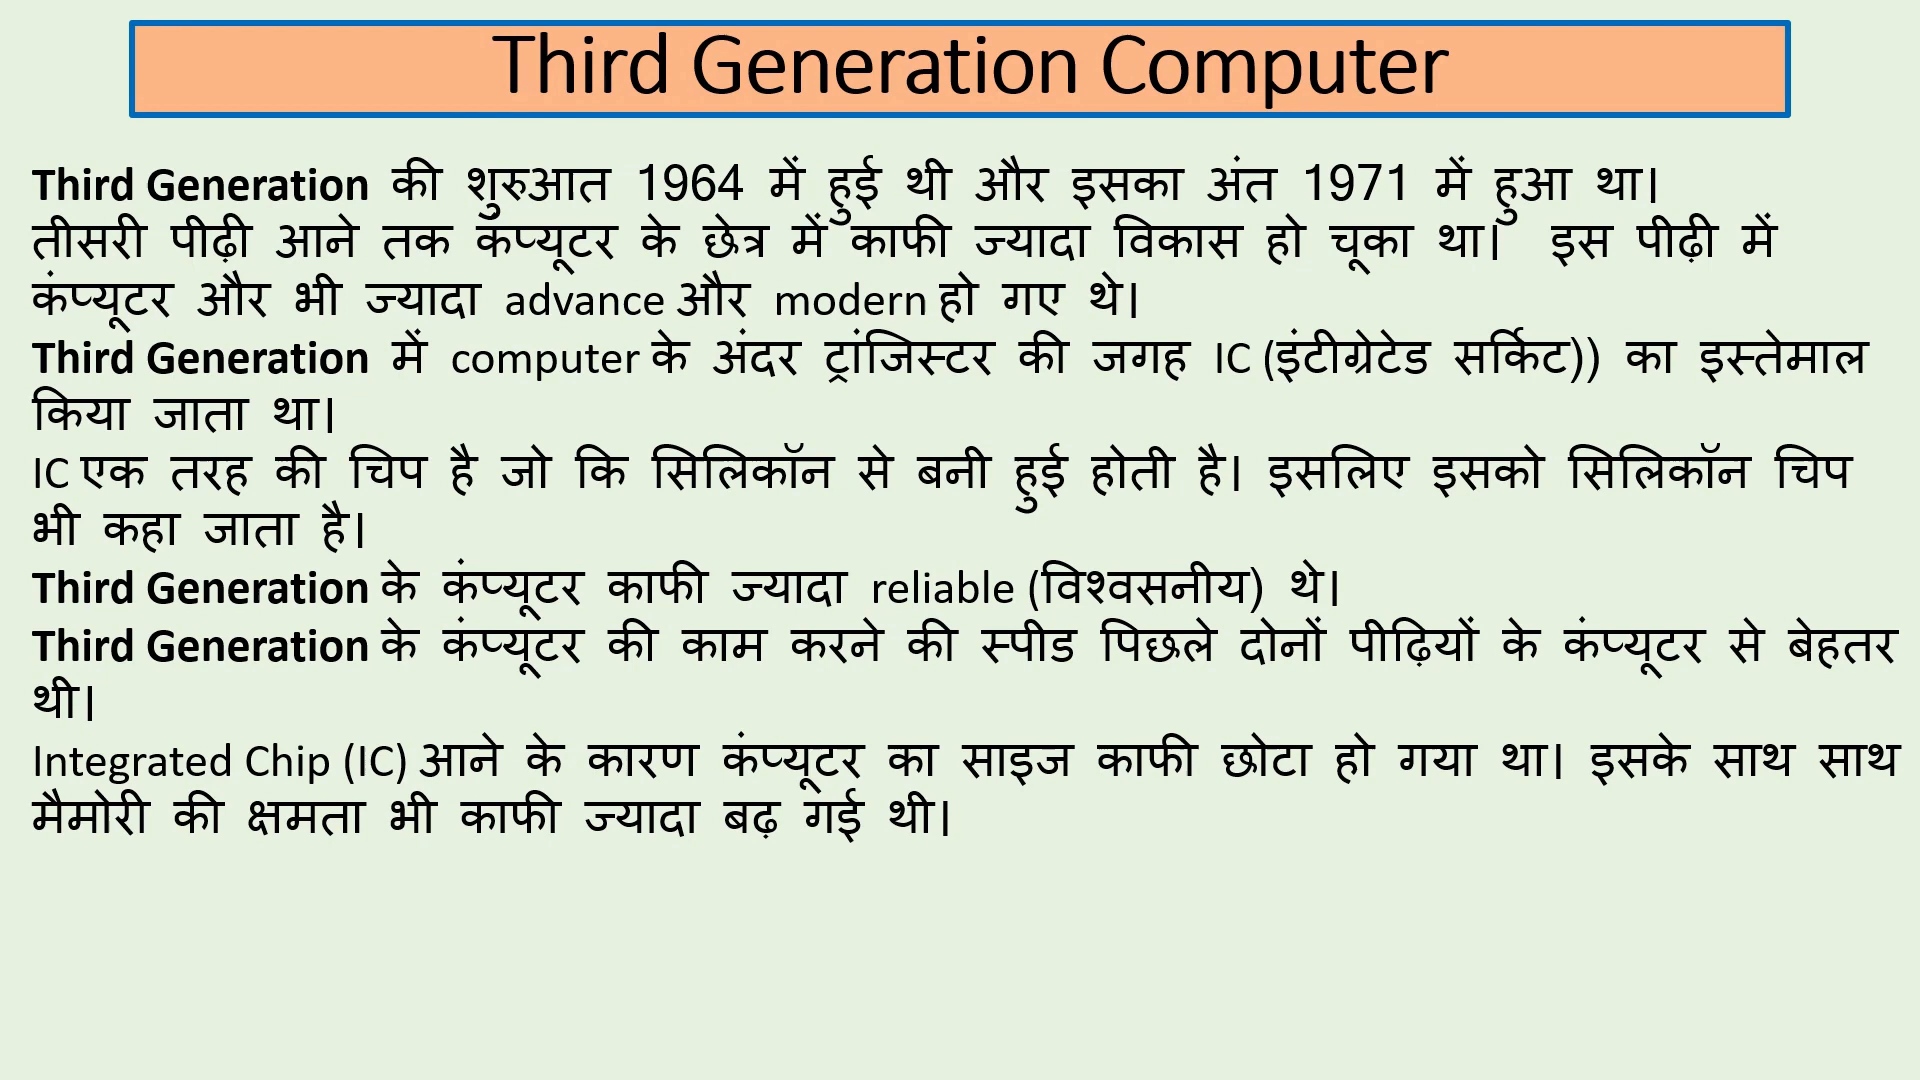 Third Generation Computer
Third Generation की शुरुआत 1964 में हुई थी और इसका अंत 1971 में हुआ था।
तीसरी पीढ़ी आने तक कंप्यूटर के छेत्र में काफी ज्यादा विकास हो चूका था। इस पीढ़ी में
कंप्यूटर और भी ज्यादा advance और modern हो गए थे।
Third Generation में computer के अंदर ट्रांजिस्टर की जगह IC (इंटीग्रेटेड सर्किट)) का इस्तेमाल
किया जाता था।
IC एक तरह की चिप है जो कि सिलिकॉन से बनी हुई होती है। इसलिए इसको सिलिकॉन चिप
भी कहा जाता है।
Third Generation के कंप्यूटर काफी ज्यादा reliable (विश्वसनीय) थे।
Third Generation के कंप्यूटर की काम करने की स्पीड पिछले दोनों पीढ़ियों के कंप्यूटर से बेहतर
थी।
Integrated Chip (IC) आने के कारण कंप्यूटर का साइज काफी छोटा हो गया था। इसके साथ साथ
मैमोरी की क्षमता भी काफी ज्यादा बढ़ गई थी।